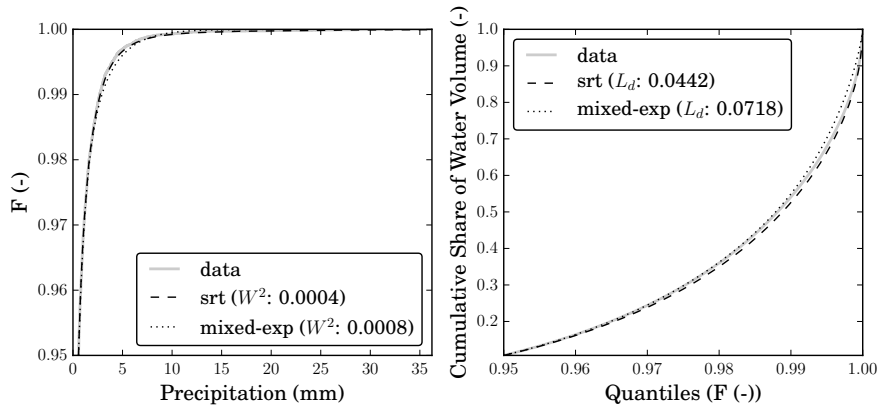 1.00
0.99
0.98
0.97
0.96
0.95
F (-)
data
srt (W²: 0.0004)
mixed-exp (W²: 0.0008)
0 5 10 15 20 25 30 35
Precipitation (mm)
1.0
0.9
0.8
0.7
0.6
0.5
0.4
0.3
0.2
Cumulative Share of Water Volume (-)
data
srt (L_d: 0.0442)
mixed-exp (L_d: 0.0718)
0.95 0.96 0.97 0.98 0.99 1.00
Quantiles (F (-))